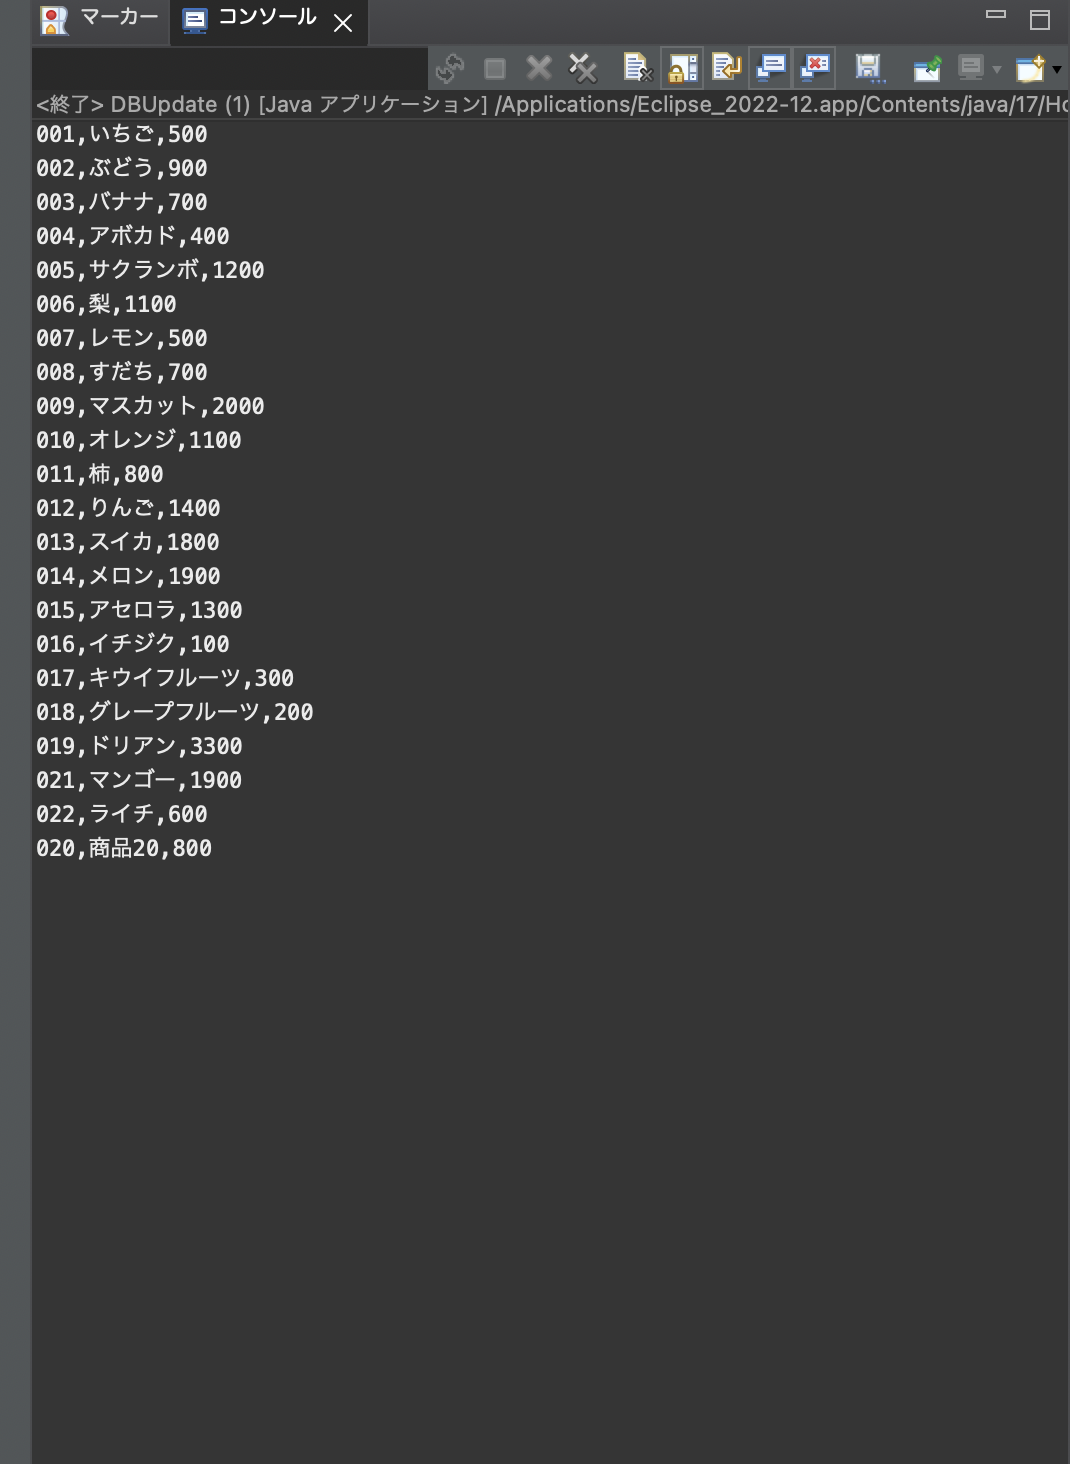 マーカー
コンソール
<終了> DBUpdate (1) [Java アプリケーション] /Applications/Eclipse_2022-12.app/Contents/java/17/Ho
001,いちご,500
002,ぶどう,900
003,バナナ,700
004,アボカド,400
005,サクランボ,1200
006,梨,1100
007,レモン,500
008,すだち,700
009,マスカット,2000
010,オレンジ,1100
011,柿,800
012,りんご,1400
013,スイカ,1800
014,メロン,1900
015,アセロラ,1300
016,イチジク,100
017,キウイフルーツ,300
018,グレープフルーツ,200
019,ドリアン,3300
021,マンゴー,1900
022,ライチ,600
020,商品20,800